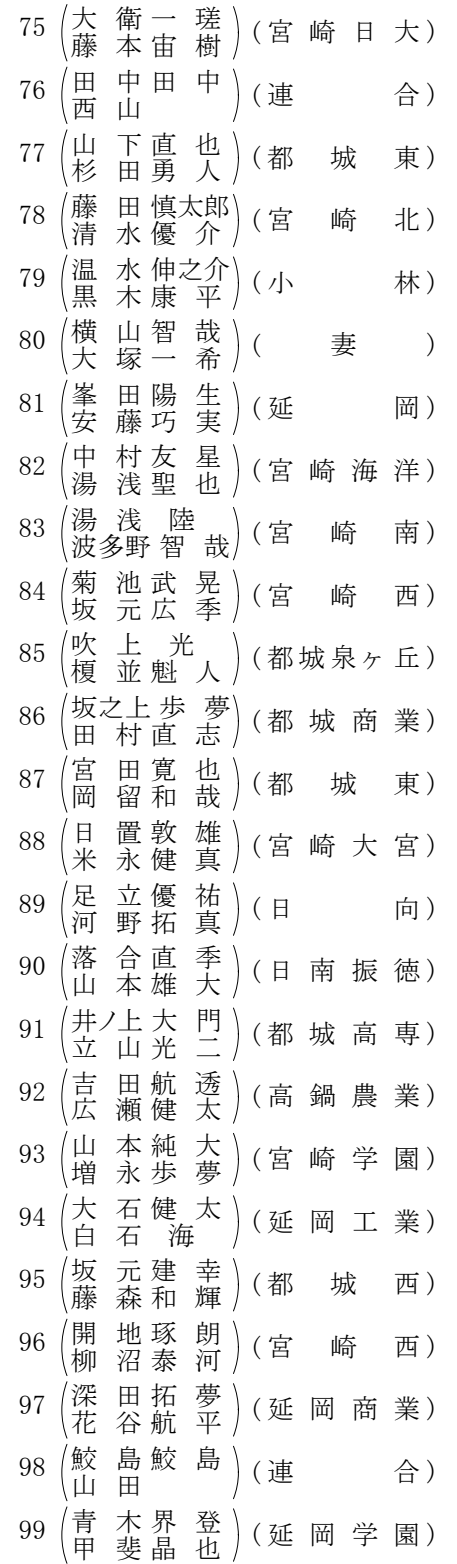 75 (大衛一瑳 (宮崎日大)
藤本宙樹)
76 (田中田中 (連合)
西山)
77 (山下直也 (都城東)
杉田勇人)
78 (藤田慎太郎 (宮崎北)
清水優介)
79 (温水伸之介 (小林)
黒木康平)
80 (横山智哉 (妻)
大塚一希)
81 (峯田陽生 (延岡)
安藤巧実)
82 (中村友星 (宮崎海洋)
湯浅聖也)
83 (湯浅陸 (宮崎南)
波多野智哉)
84 (菊池武晃 (宮崎西)
坂元広季)
85 (吹上光 (都城泉ヶ丘)
榎並魁人)
86 (坂之上歩夢 (都城商業)
田村直志)
87 (宮田寛也 (都城東)
岡留和哉)
88 (日置敦雄 (宮崎大宮)
米永健真)
89 (足立優祐 (日向)
河野拓真)
90 (落合直季 (日南振徳)
山本雄大)
91 (井ノ上大門 (都城高専)
立山光二)
92 (吉田航透 (高鍋農業)
広瀬健太)
93 (山本純大 (宮崎学園)
増永歩夢)
94 (大石健太 (延岡工業)
白石海)
95 (坂元建幸 (都城西)
藤森和輝)
96 (開地琢朗 (宮崎西)
柳沼泰河)
97 (深田拓夢 (延岡商業)
花谷航平)
98 (鮫島鮫島 (連合)
山田)
99 (青木界登 (延岡学園)
甲斐晶也)